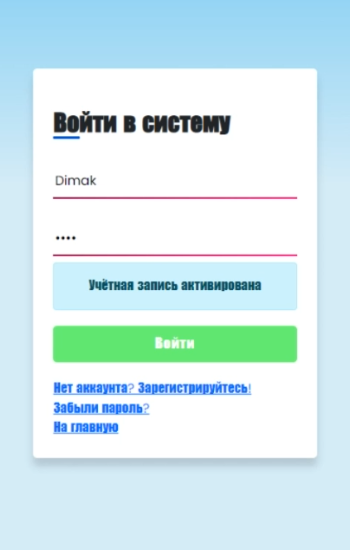 Войти в систему
Dimak
••••
Учётная запись активирована
Войти
Нет аккаунта? Зарегистрируйтесь!
Забыли пароль?
На главную